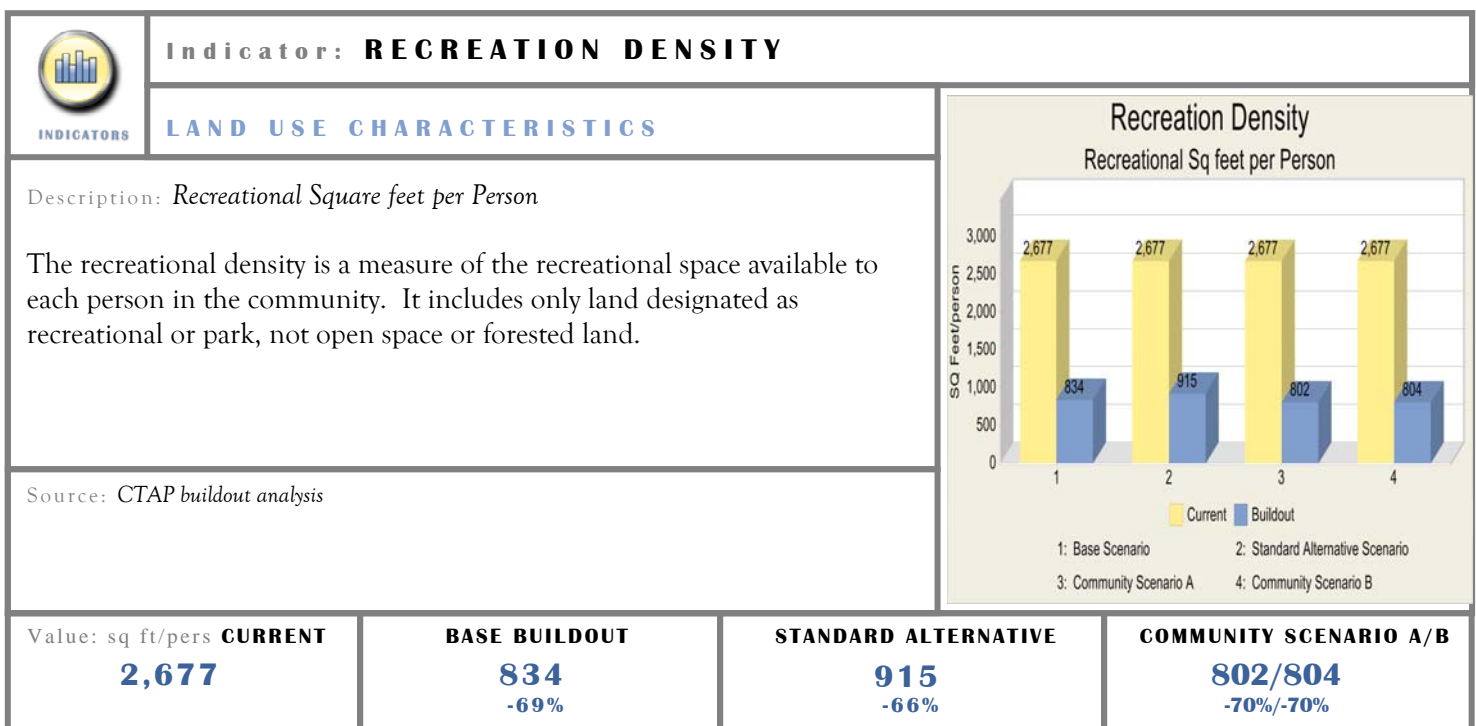 INDICATORS
Indicator: RECREATION DENSITY
LAND USE CHARACTERISTICS
Description: Recreational Square feet per Person
The recreational density is a measure of the recreational space available to
each person in the community. It includes only land designated as
recreational or park, not open space or forested land.
Source: CTAP buildout analysis
Recreation Density
Recreational Sq feet per Person
SQ Feet/person
3,000
2,500
2,000
1,500
1,000
500
0
2,677 2,677 2,677 2,677
834 915 802 804
1 2 3 4
Current Buildout
1: Base Scenario 2: Standard Alternative Scenario
3: Community Scenario A 4: Community Scenario B
Value: sq ft/pers CURRENT
2,677
BASE BUILDOUT
834
-69%
STANDARD ALTERNATIVE
915
-66%
COMMUNITY SCENARIO A/B
802/804
-70%/-70%